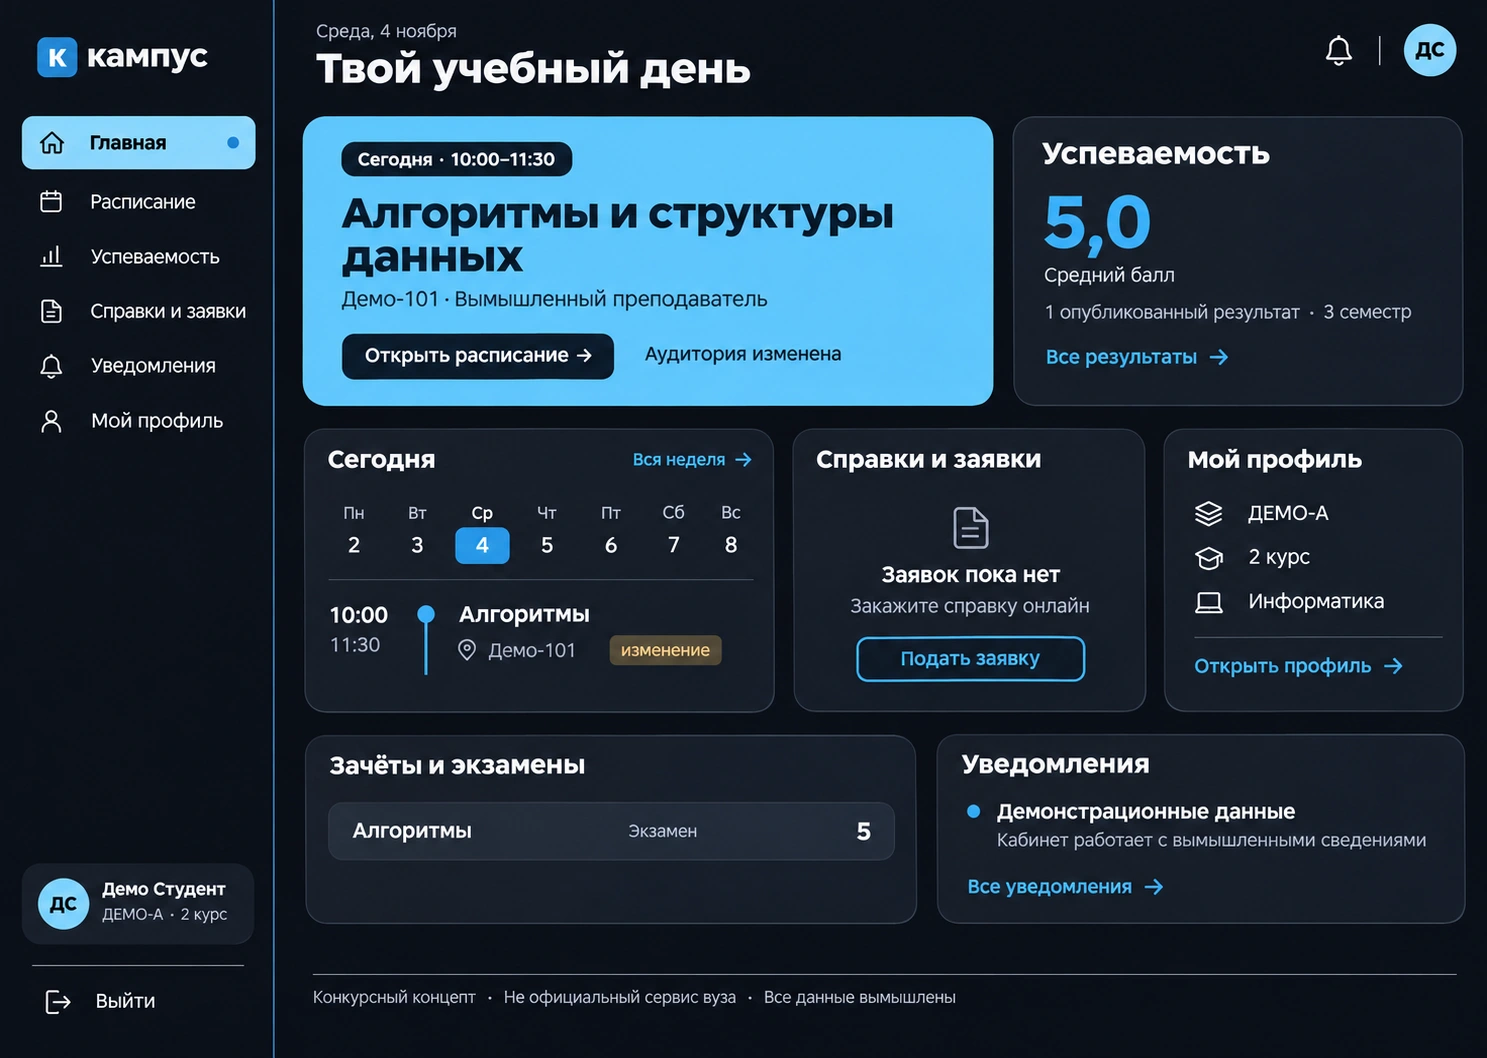 К кампус
Главная
Расписание
Успеваемость
Справки и заявки
Уведомления
Мой профиль
ДС
Демо Студент
ДЕМО-А · 2 курс
Выйти
Среда, 4 ноября
Твой учебный день
ДС
Сегодня · 10:00–11:30
Алгоритмы и структуры
данных
Демо-101 · Вымышленный преподаватель
Открыть расписание →
Аудитория изменена
Успеваемость
5,0
Средний балл
1 опубликованный результат · 3 семестр
Все результаты →
Сегодня
Вся неделя →
Пн Вт Ср Чт Пт Сб Вс
2 3 4 5 6 7 8
10:00
11:30
Алгоритмы
Демо-101
изменение
Справки и заявки
Заявок пока нет
Закажите справку онлайн
Подать заявку
Мой профиль
ДЕМО-А
2 курс
Информатика
Открыть профиль →
Зачёты и экзамены
Алгоритмы Экзамен 5
Уведомления
Демонстрационные данные
Кабинет работает с вымышленными сведениями
Все уведомления →
Конкурсный концепт · Не официальный сервис вуза · Все данные вымышлены